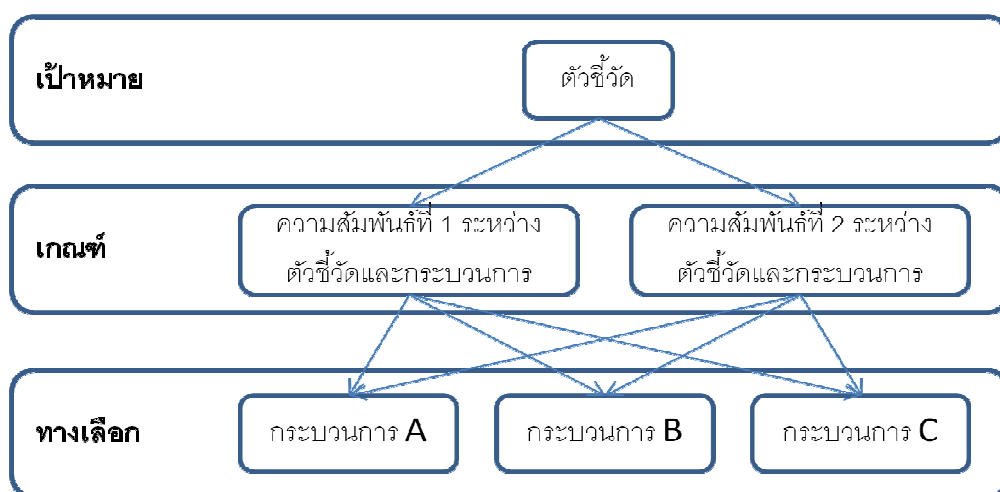 เป้าหมาย
ตัวชี้วัด
เกณฑ์
ความสัมพันธ์ที่ 1 ระหว่าง
ตัวชี้วัดและกระบวนการ
ความสัมพันธ์ที่ 2 ระหว่าง
ตัวชี้วัดและกระบวนการ
ทางเลือก
กระบวนการ A
กระบวนการ B
กระบวนการ C